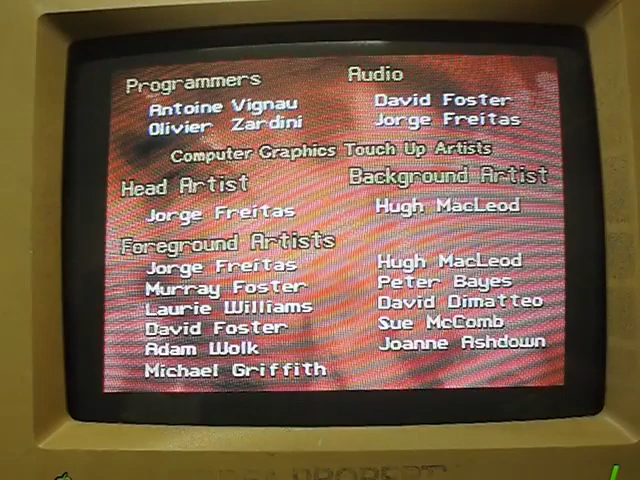 Programmers
Antoine Vignau
Olivier Zardini
Audio
David Foster
Jorge Freitas
Computer Graphics Touch Up Artists
Head Artist
Jorge Freitas
Background Artist
Hugh MacLeod
Foreground Artists
Jorge Freitas
Murray Foster
Laurie Williams
David Foster
Adam Wolk
Michael Griffith
Hugh MacLeod
Peter Bayes
David Dimatteo
Sue McComb
Joanne Ashdown